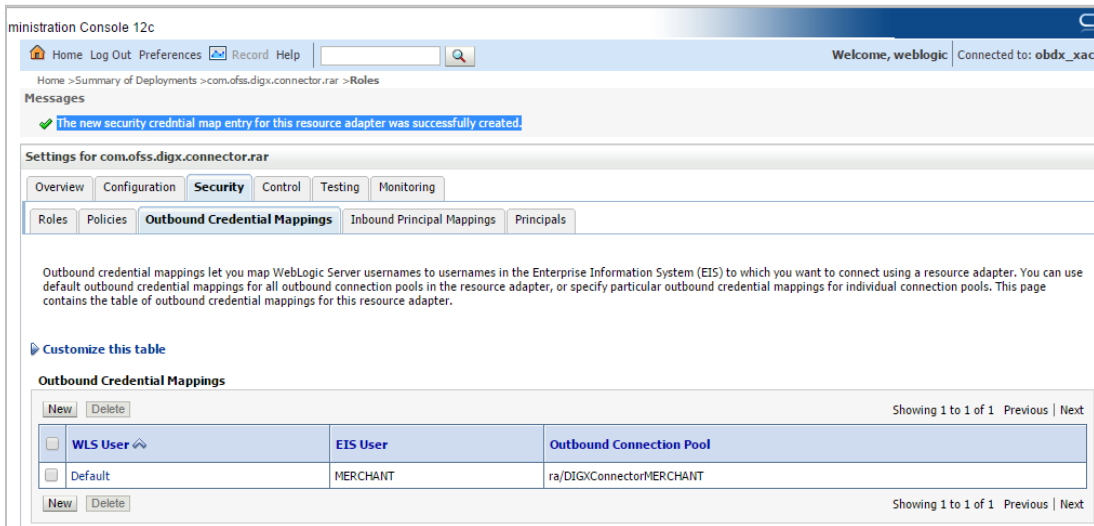 ministration Console 12c
Home Log Out Preferences Record Help
Welcome, weblogic Connected to: obdx_xac
Home >Summary of Deployments >com.ofss.digx.connector.rar >Roles
Messages
The new security credntial map entry for this resource adapter was successfully created.
Settings for com.ofss.digx.connector.rar
Overview Configuration Security Control Testing Monitoring
Roles Policies Outbound Credential Mappings Inbound Principal Mappings Principals
Outbound credential mappings let you map WebLogic Server usernames to usernames in the Enterprise Information System (EIS) to which you want to connect using a resource adapter. You can use
default outbound credential mappings for all outbound connection pools in the resource adapter, or specify particular outbound credential mappings for individual connection pools. This page
contains the table of outbound credential mappings for this resource adapter.
Customize this table
Outbound Credential Mappings
New Delete Showing 1 to 1 of 1 Previous | Next
WLS User EIS User Outbound Connection Pool
Default MERCHANT ra/DIGXConnectorMERCHANT
New Delete Showing 1 to 1 of 1 Previous | Next